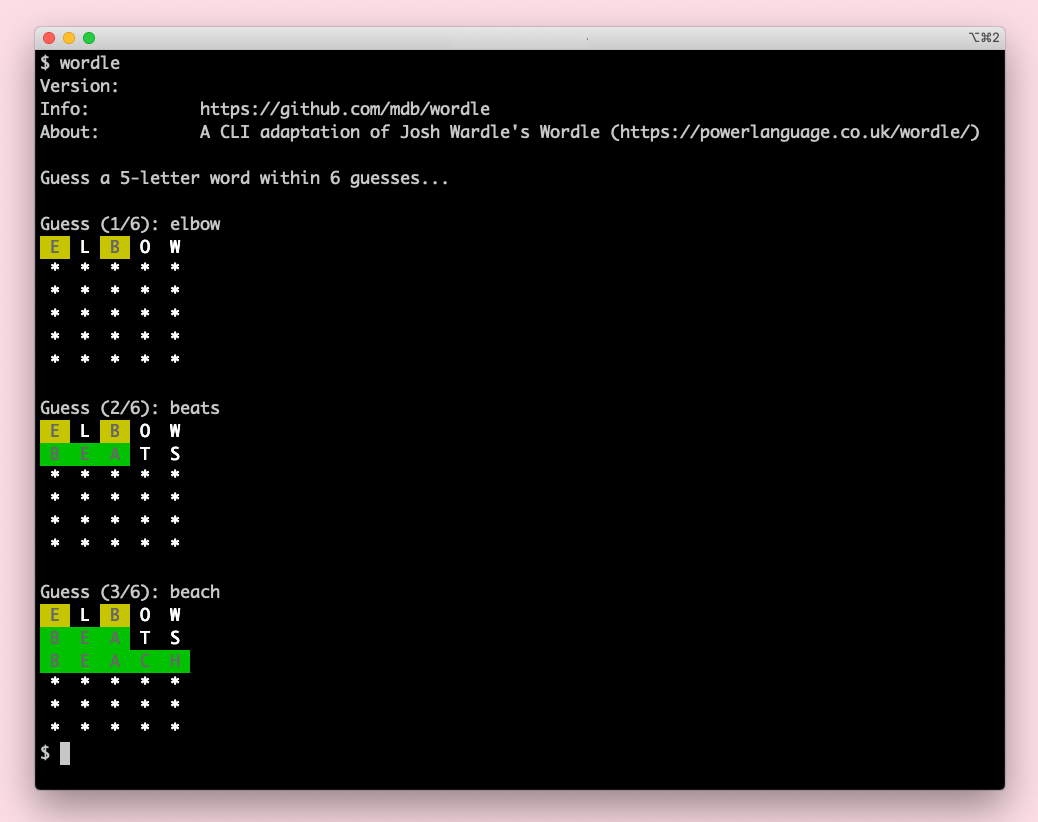 ⌥⌘2
$ wordle
Version:
Info: https://github.com/mdb/wordle
About: A CLI adaptation of Josh Wardle's Wordle (https://powerlanguage.co.uk/wordle/)
Guess a 5-letter word within 6 guesses...
Guess (1/6): elbow
E L B O W
* * * * *
* * * * *
* * * * *
* * * * *
* * * * *
Guess (2/6): beats
E L B O W
B E A T S
* * * * *
* * * * *
* * * * *
* * * * *
Guess (3/6): beach
E L B O W
B E A T S
B E A C H
* * * * *
* * * * *
* * * * *
$